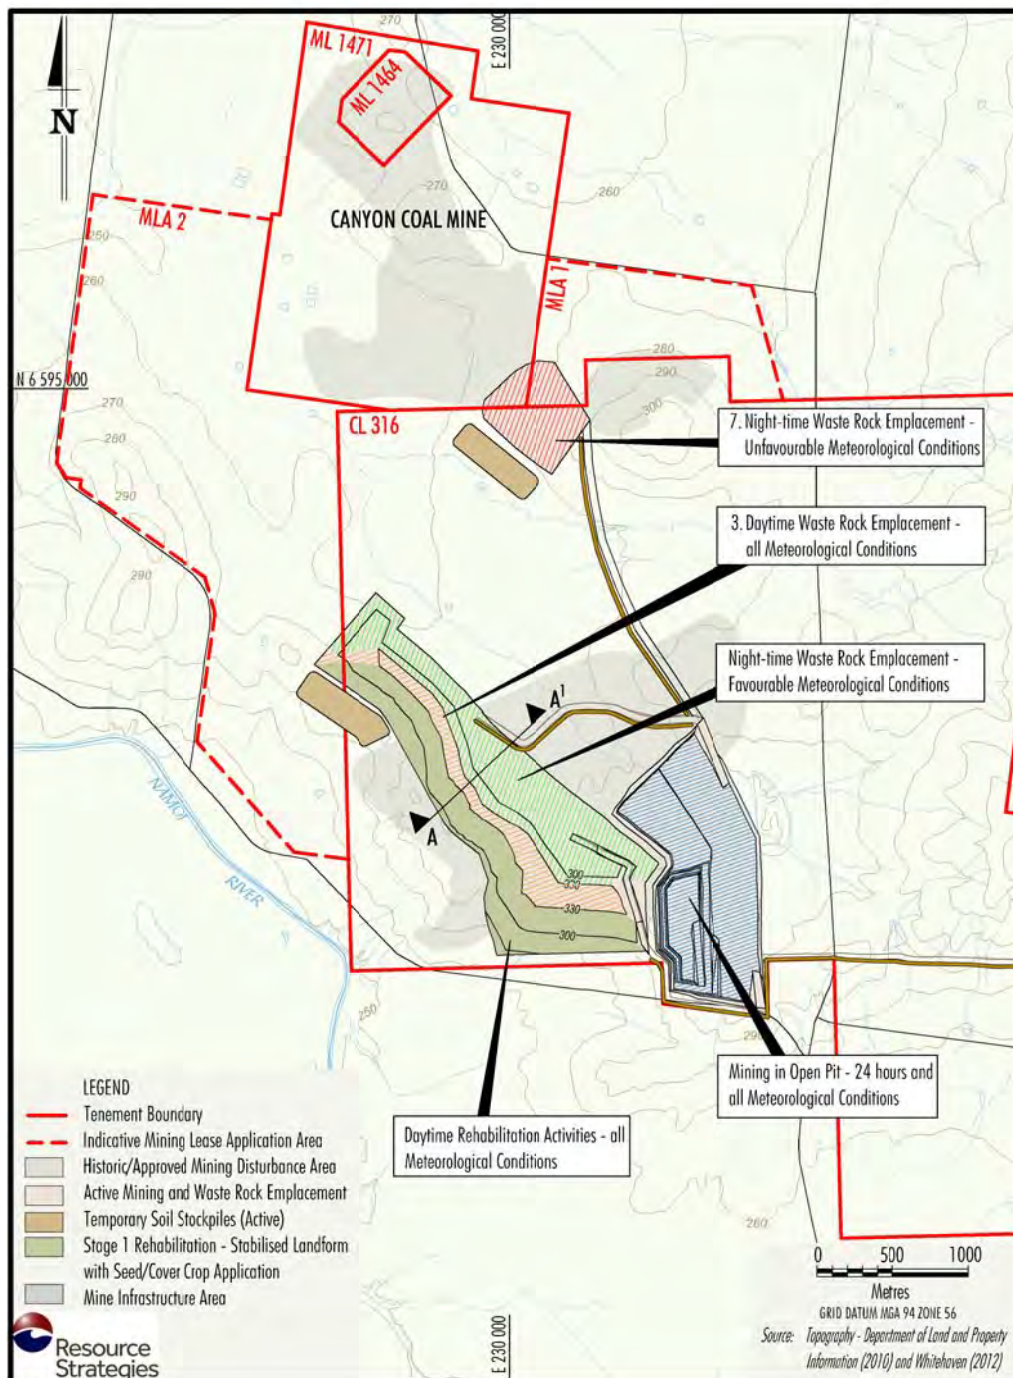 270
E 230 000
ML 1471
ML 1464
N
270
260
CANYON COAL MINE
MLA 2
250
260
MLA 1
280
290
N 6 595 000
270
280
300
CL 316
7. Night-time Waste Rock Emplacement -
Unfavourable Meteorological Conditions
290
3. Daytime Waste Rock Emplacement -
all Meteorological Conditions
290
Night-time Waste Rock Emplacement -
Favourable Meteorological Conditions
A1
NAMOI
RIVER
A
300
330
330
300
250
290
Mining in Open Pit - 24 hours and
all Meteorological Conditions
Daytime Rehabilitation Activities - all
Meteorological Conditions
LEGEND
Tenement Boundary
Indicative Mining Lease Application Area
Historic/Approved Mining Disturbance Area
Active Mining and Waste Rock Emplacement
Temporary Soil Stockpiles (Active)
Stage 1 Rehabilitation - Stabilised Landform
with Seed/Cover Crop Application
Mine Infrastructure Area
260
0 500 1000
Metres
GRID DATUM MGA 94 ZONE 56
Source: Topography - Department of Land and Property
Information (2010) and Whitehaven (2012)
E 230 000
Resource
Strategies